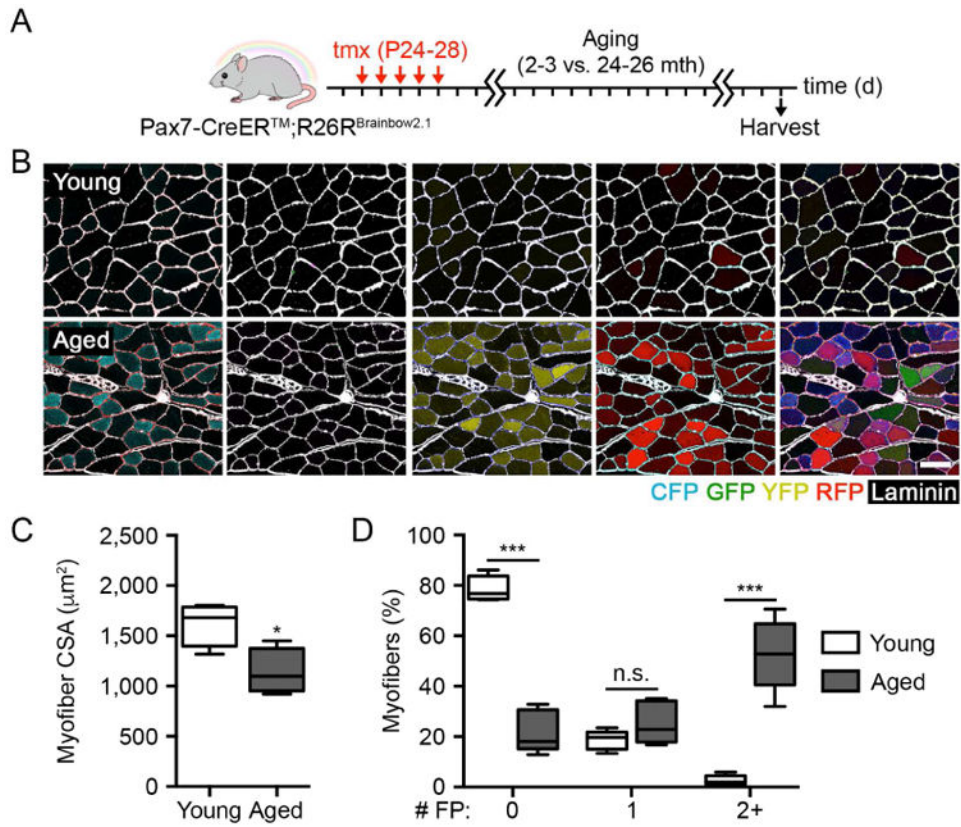 A
tmx (P24-28)
Aging
(2-3 vs. 24-26 mth)
time (d)
Harvest
Pax7-CreER™;R26RBrainbow2.1
B
Young
Aged
CFP GFP YFP RFP Laminin
C
Myofiber CSA (μm²)
2,500
2,000
1,500
1,000
500
0
*
Young Aged
D
Myofibers (%)
100
80
60
40
20
0
***
n.s.
***
Young
Aged
# FP: 0 1 2+